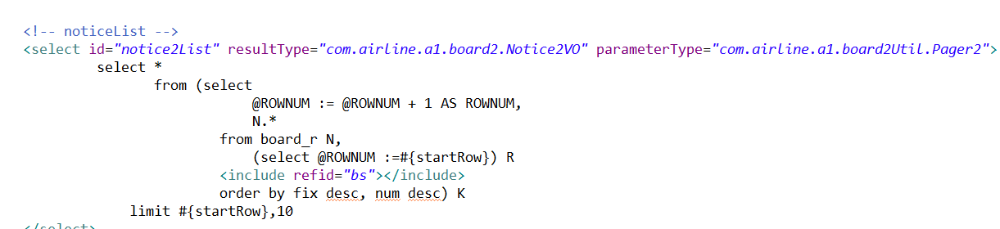 <!-- noticeList -->
<select id="notice2List" resultType="com.airline.a1.board2.Notice2VO" parameterType="com.airline.a1.board2Util.Pager2">
select *
from (select
@ROWNUM := @ROWNUM + 1 AS ROWNUM,
N.*
from board_r N,
(select @ROWNUM :=#{startRow}) R
<include refid="bs"></include>
order by fix desc, num desc) K
limit #{startRow},10
</select>